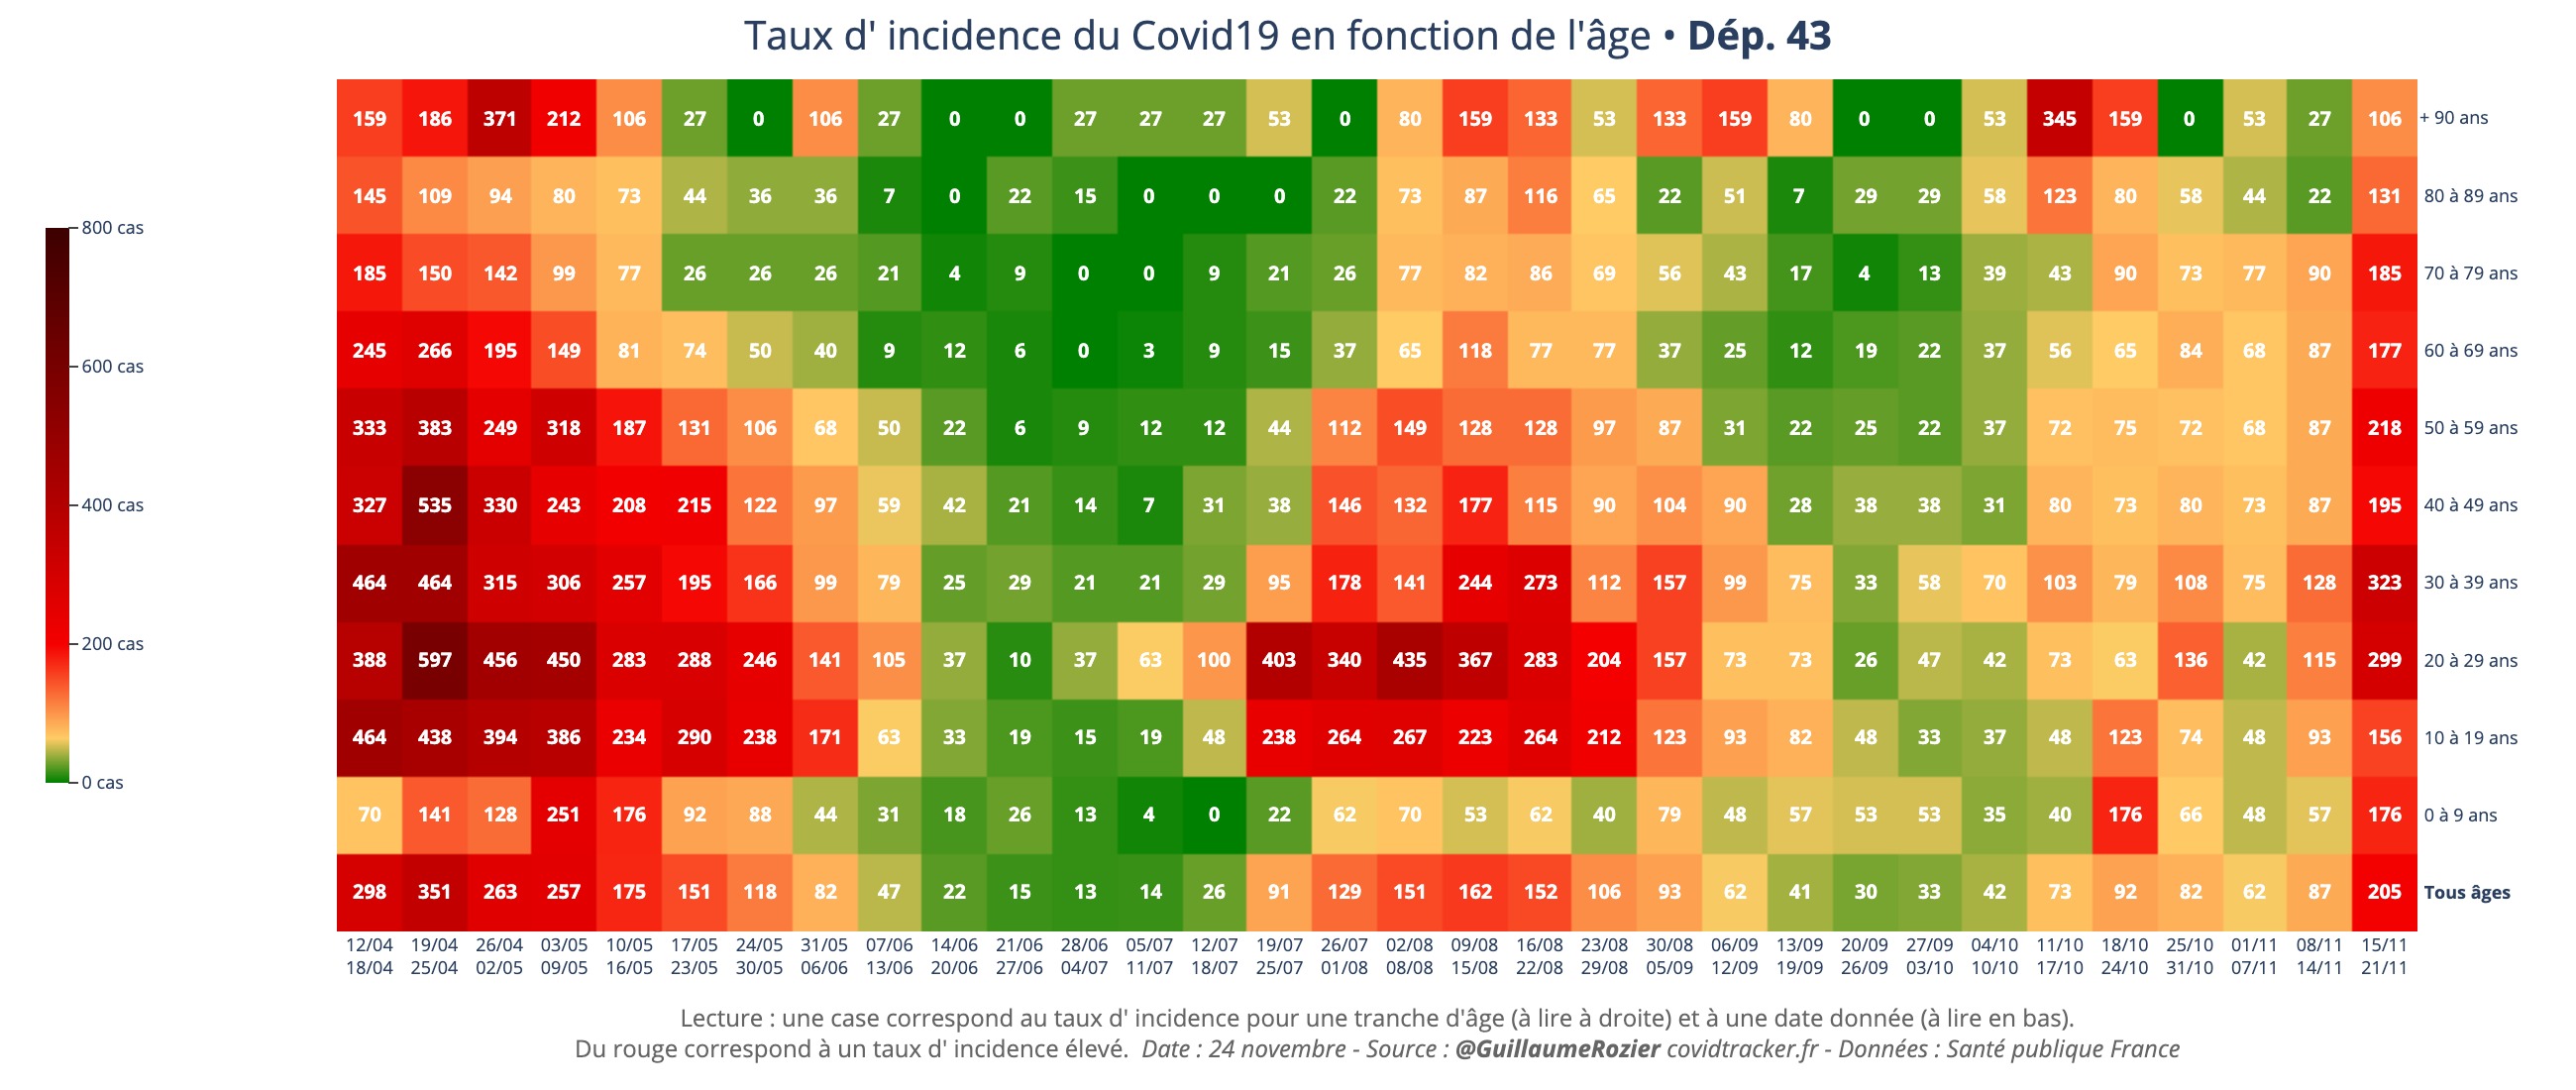 Taux d' incidence du Covid19 en fonction de l'âge • Dép. 43
159 186 371 212 106 27 0 106 27 0 0 27 27 27 53 0 80 159 133 53 133 159 80 0 0 53 345 159 0 53 27 106 + 90 ans
145 109 94 80 73 44 36 36 7 0 22 15 0 0 0 22 73 87 116 65 22 51 7 29 29 58 123 80 58 44 22 131 80 à 89 ans
800 cas
185 150 142 99 77 26 26 26 21 4 9 0 0 9 21 26 77 82 86 69 56 43 17 4 13 39 43 90 73 77 90 185 70 à 79 ans
245 266 195 149 81 74 50 40 9 12 6 0 3 9 15 37 65 118 77 77 37 25 12 19 22 37 56 65 84 68 87 177 60 à 69 ans
600 cas
333 383 249 318 187 131 106 68 50 22 6 9 12 12 44 112 149 128 128 97 87 31 22 25 22 37 72 75 72 68 87 218 50 à 59 ans
400 cas
327 535 330 243 208 215 122 97 59 42 21 14 7 31 38 146 132 177 115 90 104 90 28 38 38 31 80 73 80 73 87 195 40 à 49 ans
464 464 315 306 257 195 166 99 79 25 29 21 21 29 95 178 141 244 273 112 157 99 75 33 58 70 103 79 108 75 128 323 30 à 39 ans
200 cas
388 597 456 450 283 288 246 141 105 37 10 37 63 100 403 340 435 367 283 204 157 73 73 26 47 42 73 63 136 42 115 299 20 à 29 ans
464 438 394 386 234 290 238 171 63 33 19 15 19 48 238 264 267 223 264 212 123 93 82 48 33 37 48 123 74 48 93 156 10 à 19 ans
0 cas
70 141 128 251 176 92 88 44 31 18 26 13 4 0 22 62 70 53 62 40 79 48 57 53 53 35 40 176 66 48 57 176 0 à 9 ans
298 351 263 257 175 151 118 82 47 22 15 13 14 26 91 129 151 162 152 106 93 62 41 30 33 42 73 92 82 62 87 205 Tous âges
12/04 19/04 26/04 03/05 10/05 17/05 24/05 31/05 07/06 14/06 21/06 28/06 05/07 12/07 19/07 26/07 02/08 09/08 16/08 23/08 30/08 06/09 13/09 20/09 27/09 04/10 11/10 18/10 25/10 01/11 08/11 15/11
18/04 25/04 02/05 09/05 16/05 23/05 30/05 06/06 13/06 20/06 27/06 04/07 11/07 18/07 25/07 01/08 08/08 15/08 22/08 29/08 05/09 12/09 19/09 26/09 03/10 10/10 17/10 24/10 31/10 07/11 14/11 21/11
Lecture : une case correspond au taux d' incidence pour une tranche d'âge (à lire à droite) et à une date donnée (à lire en bas).
Du rouge correspond à un taux d' incidence élevé. Date : 24 novembre - Source : @GuillaumeRozier covidtracker.fr - Données : Santé publique France